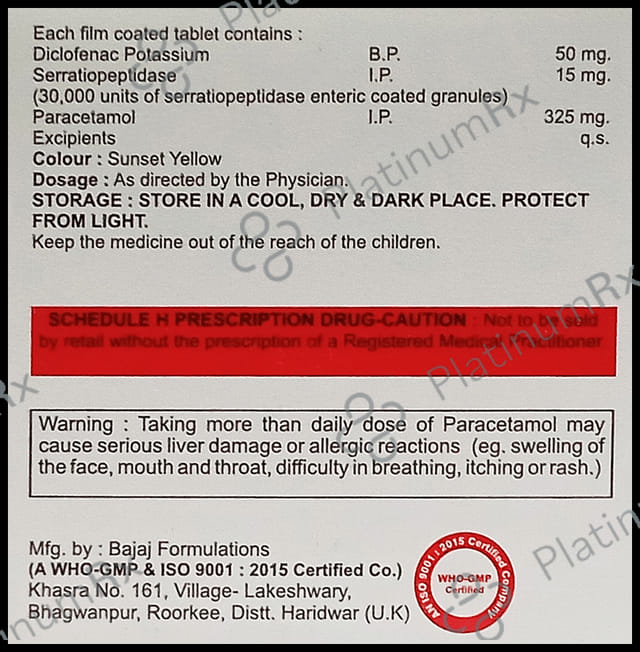 Each film coated tablet contains :
Diclofenac Potassium B.P. 50 mg.
Serratiopeptidase I.P. 15 mg.
(30,000 units of serratiopeptidase enteric coated granules)
Paracetamol I.P. 325 mg.
Excipients q.s.
Colour : Sunset Yellow
Dosage : As directed by the Physician.
STORAGE : STORE IN A COOL, DRY & DARK PLACE. PROTECT
FROM LIGHT.
Keep the medicine out of the reach of the children.
SCHEDULE H PRESCRIPTION DRUG-CAUTION : Not to be sold
by retail without the prescription of a Registered Medical Practitioner
Warning : Taking more than daily dose of Paracetamol may
cause serious liver damage or allergic reactions (eg. swelling of
the face, mouth and throat, difficulty in breathing, itching or rash.)
Mfg. by : Bajaj Formulations
(A WHO-GMP & ISO 9001 : 2015 Certified Co.)
Khasra No. 161, Village- Lakeshwary,
Bhagwanpur, Roorkee, Distt. Haridwar (U.K)
AN ISO 9001 : 2015 Certified Company
WHO-GMP
Certified
PlatinumRx
PlatinumRx
PlatinumRx
Rx
Platin
tinumRx